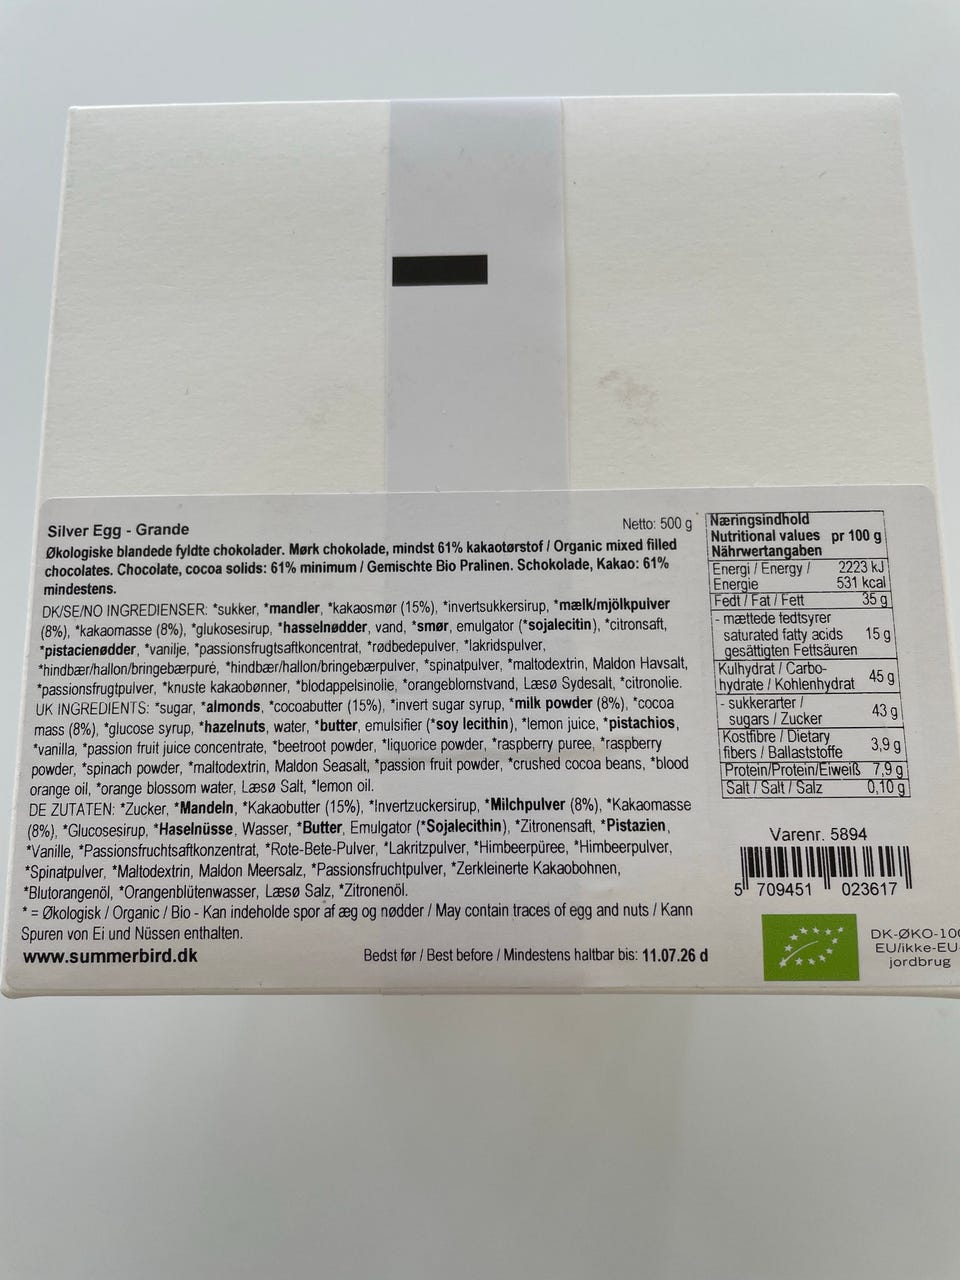 Silver Egg - Grande
Netto: 500 g
Økologiske blandede fyldte chokolader. Mørk chokolade, mindst 61% kakaotørstof / Organic mixed filled
chocolates. Chocolate, cocoa solids: 61% minimum / Gemischte Bio Pralinen. Schokolade, Kakao: 61%
mindestens.
DK/SE/NO INGREDIENSER: *sukker, *mandler, *kakaosmør (15%), *invertsukkersirup, *mælk/mjölkpulver
(8%), *kakaomasse (8%), *glukosesirup, *hasselnødder, vand, *smør, emulgator (*sojalecitin), *citronsaft,
*pistacienødder, *vanilje, *passionsfrugtsaftkoncentrat, *rødbedepulver, *lakridspulver,
*hindbær/hallon/bringebærpuré, *hindbær/hallon/bringebærpulver, *spinatpulver, *maltodextrin, Maldon Havsalt,
*passionsfrugtpulver, *knuste kakaobønner, *blodappelsinolie, *orangeblomstvand, Læsø Sydesalt, *citronolie.
UK INGREDIENTS: *sugar, *almonds, *cocoabutter (15%), *invert sugar syrup, *milk powder (8%), *cocoa
mass (8%), *glucose syrup, *hazelnuts, water, *butter, emulsifier (*soy lecithin), *lemon juice, *pistachios,
*vanilla, *passion fruit juice concentrate, *beetroot powder, *liquorice powder, *raspberry puree, *raspberry
powder, *spinach powder, *maltodextrin, Maldon Seasalt, *passion fruit powder, *crushed cocoa beans, *blood
orange oil, *orange blossom water, Læsø Salt, *lemon oil.
DE ZUTATEN: *Zucker, *Mandeln, *Kakaobutter (15%), *Invertzuckersirup, *Milchpulver (8%), *Kakaomasse
(8%), *Glucosesirup, *Haselnüsse, Wasser, *Butter, Emulgator (*Sojalecithin), *Zitronensaft, *Pistazien,
*Vanille, *Passionsfruchtsaftkonzentrat, *Rote-Bete-Pulver, *Lakritzpulver, *Himbeerpüree, *Himbeerpulver,
*Spinatpulver, *Maltodextrin, Maldon Meersalz, *Passionsfruchtpulver, *Zerkleinerte Kakaobohnen,
*Blutorangenöl, *Orangenblütenwasser, Læsø Salz, *Zitronenöl.
* = Økologisk / Organic / Bio - Kan indeholde spor af æg og nødder / May contain traces of egg and nuts / Kann
Spuren von Ei und Nüssen enthalten.
www.summerbird.dk
Bedst før / Best before / Mindestens haltbar bis: 11.07.26 d
Næringsindhold
Nutritional values pr 100 g
Nährwertangaben
Energi / Energy / 2223 kJ
Energie 531 kcal
Fedt / Fat / Fett 35 g
- mættede fedtsyrer
saturated fatty acids 15 g
gesättigten Fettsäuren
Kulhydrat / Carbo-
hydrate / Kohlenhydrat 45 g
- sukkerarter /
sugars / Zucker 43 g
Kostfibre / Dietary
fibers / Ballaststoffe 3,9 g
Protein/Protein/Eiweiß 7,9 g
Salt / Salt / Salz 0,10 g
Varenr. 5894
5 709451 023617
DK-ØKO-100
EU/ikke-EU-
jordbrug